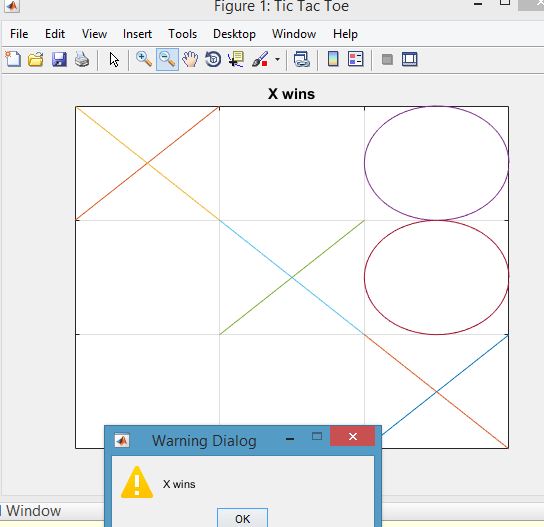 Figure 1: Tic Tac Toe
File Edit View Insert Tools Desktop Window Help
X wins
Warning Dialog
X wins
OK
Window